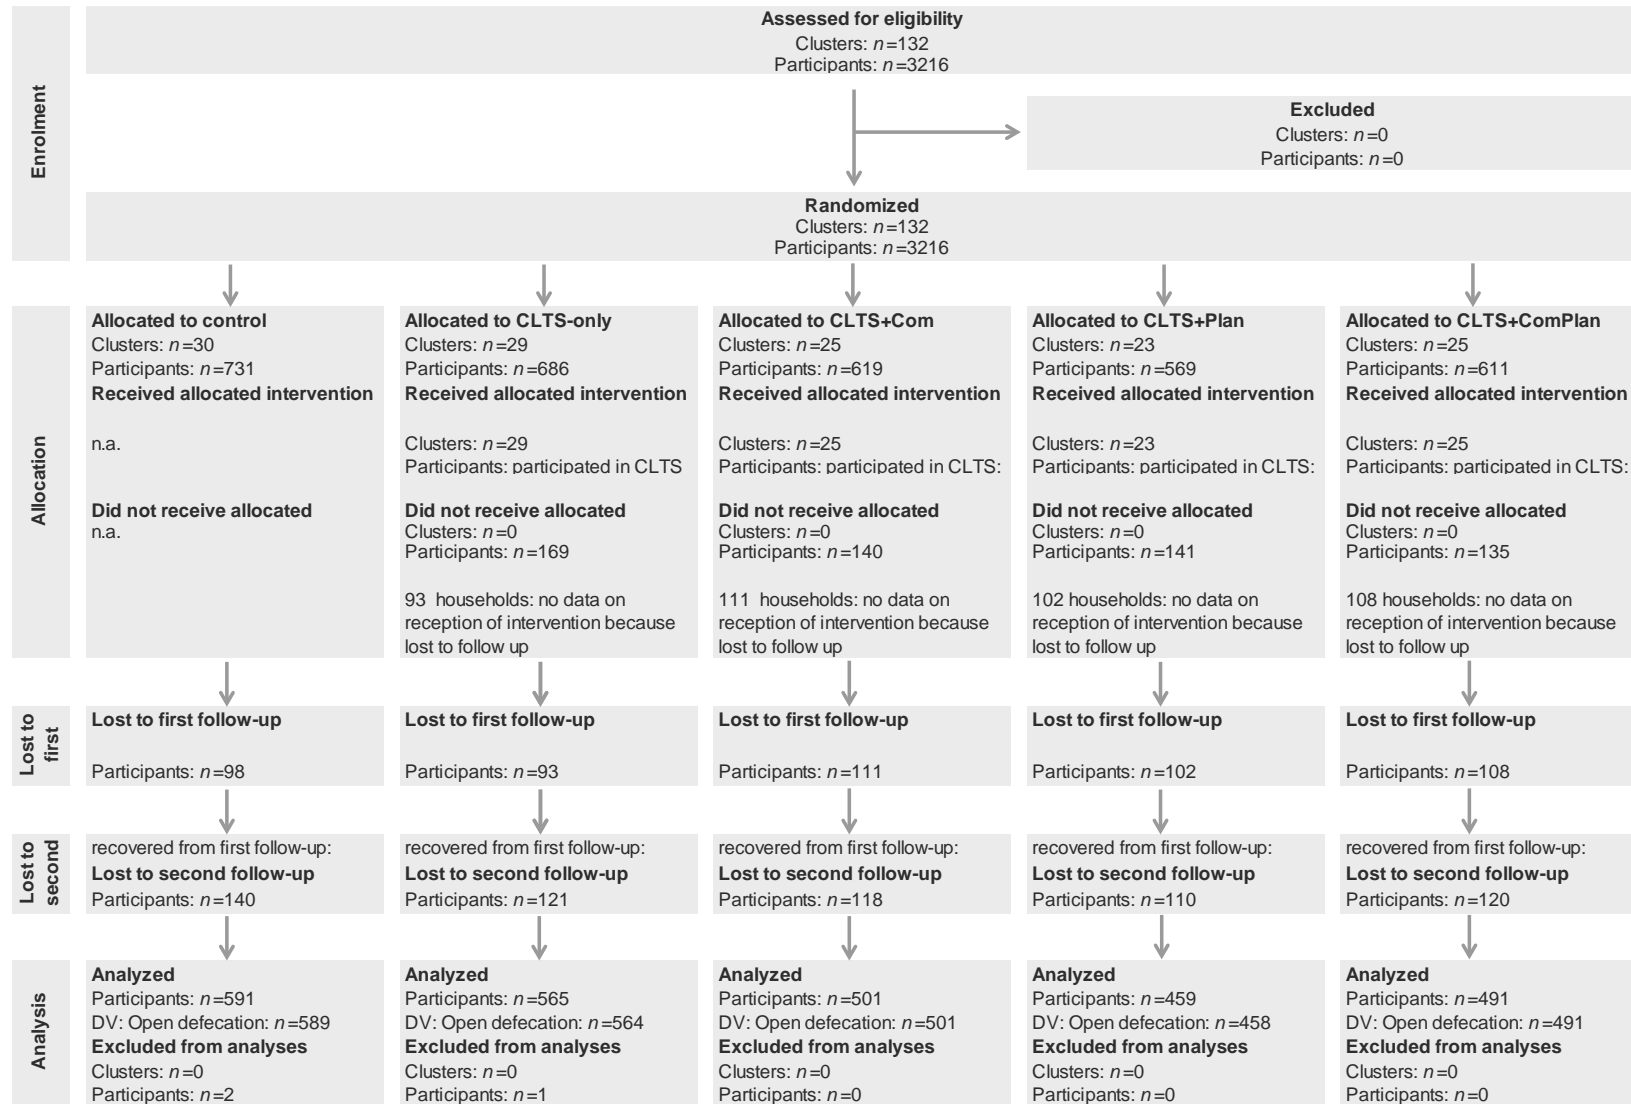 Enrolment
Assessed for eligibility
Clusters: n=132
Participants: n=3216
Excluded
Clusters: n=0
Participants: n=0
Randomized
Clusters: n=132
Participants: n=3216
Allocation
Allocated to control
Clusters: n=30
Participants: n=731
Received allocated intervention
n.a.
Did not receive allocated
n.a.
Allocated to CLTS-only
Clusters: n=29
Participants: n=686
Received allocated intervention
Clusters: n=29
Participants: participated in CLTS
Did not receive allocated
Clusters: n=0
Participants: n=169
93 households: no data on
reception of intervention because
lost to follow up
Allocated to CLTS+Com
Clusters: n=25
Participants: n=619
Received allocated intervention
Clusters: n=25
Participants: participated in CLTS:
Did not receive allocated
Clusters: n=0
Participants: n=140
111 households: no data on
reception of intervention because
lost to follow up
Allocated to CLTS+Plan
Clusters: n=23
Participants: n=569
Received allocated intervention
Clusters: n=23
Participants: participated in CLTS:
Did not receive allocated
Clusters: n=0
Participants: n=141
102 households: no data on
reception of intervention because
lost to follow up
Allocated to CLTS+ComPlan
Clusters: n=25
Participants: n=611
Received allocated intervention
Clusters: n=25
Participants: participated in CLTS:
Did not receive allocated
Clusters: n=0
Participants: n=135
108 households: no data on
reception of intervention because
lost to follow up
Lost to
first
Lost to first follow-up
Participants: n=98
Lost to first follow-up
Participants: n=93
Lost to first follow-up
Participants: n=111
Lost to first follow-up
Participants: n=102
Lost to first follow-up
Participants: n=108
Lost to
second
recovered from first follow-up:
Lost to second follow-up
Participants: n=140
recovered from first follow-up:
Lost to second follow-up
Participants: n=121
recovered from first follow-up:
Lost to second follow-up
Participants: n=118
recovered from first follow-up:
Lost to second follow-up
Participants: n=110
recovered from first follow-up:
Lost to second follow-up
Participants: n=120
Analysis
Analyzed
Participants: n=591
DV: Open defecation: n=589
Excluded from analyses
Clusters: n=0
Participants: n=2
Analyzed
Participants: n=565
DV: Open defecation: n=564
Excluded from analyses
Clusters: n=0
Participants: n=1
Analyzed
Participants: n=501
DV: Open defecation: n=501
Excluded from analyses
Clusters: n=0
Participants: n=0
Analyzed
Participants: n=459
DV: Open defecation: n=458
Excluded from analyses
Clusters: n=0
Participants: n=0
Analyzed
Participants: n=491
DV: Open defecation: n=491
Excluded from analyses
Clusters: n=0
Participants: n=0